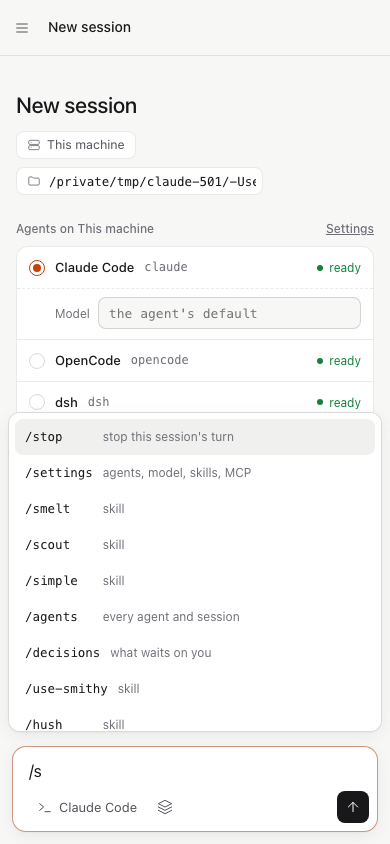 New session
New session
This machine
/private/tmp/claude-501/-Use
Agents on This machine Settings
Claude Code claude ready
Model the agent's default
OpenCode opencode ready
dsh dsh ready
/stop stop this session's turn
/settings agents, model, skills, MCP
/smelt skill
/scout skill
/simple skill
/agents every agent and session
/decisions what waits on you
/use-smithy skill
/hush skill
/s
>_ Claude Code